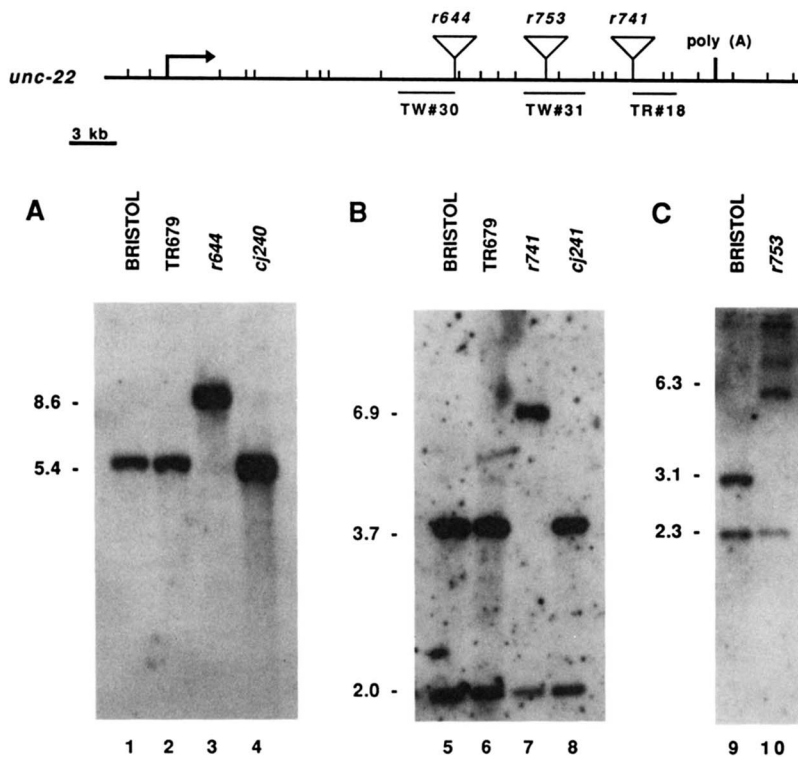 r644 r753 r741
poly (A)
unc-22
TW#30 TW#31 TR#18
3 kb
A
BRISTOL
TR679
r644
cj240
8.6 -
5.4 -
1 2 3 4
B
BRISTOL
TR679
r741
cj241
6.9 -
3.7 -
2.0 -
5 6 7 8
C
BRISTOL
r753
6.3 -
3.1 -
2.3 -
9 10